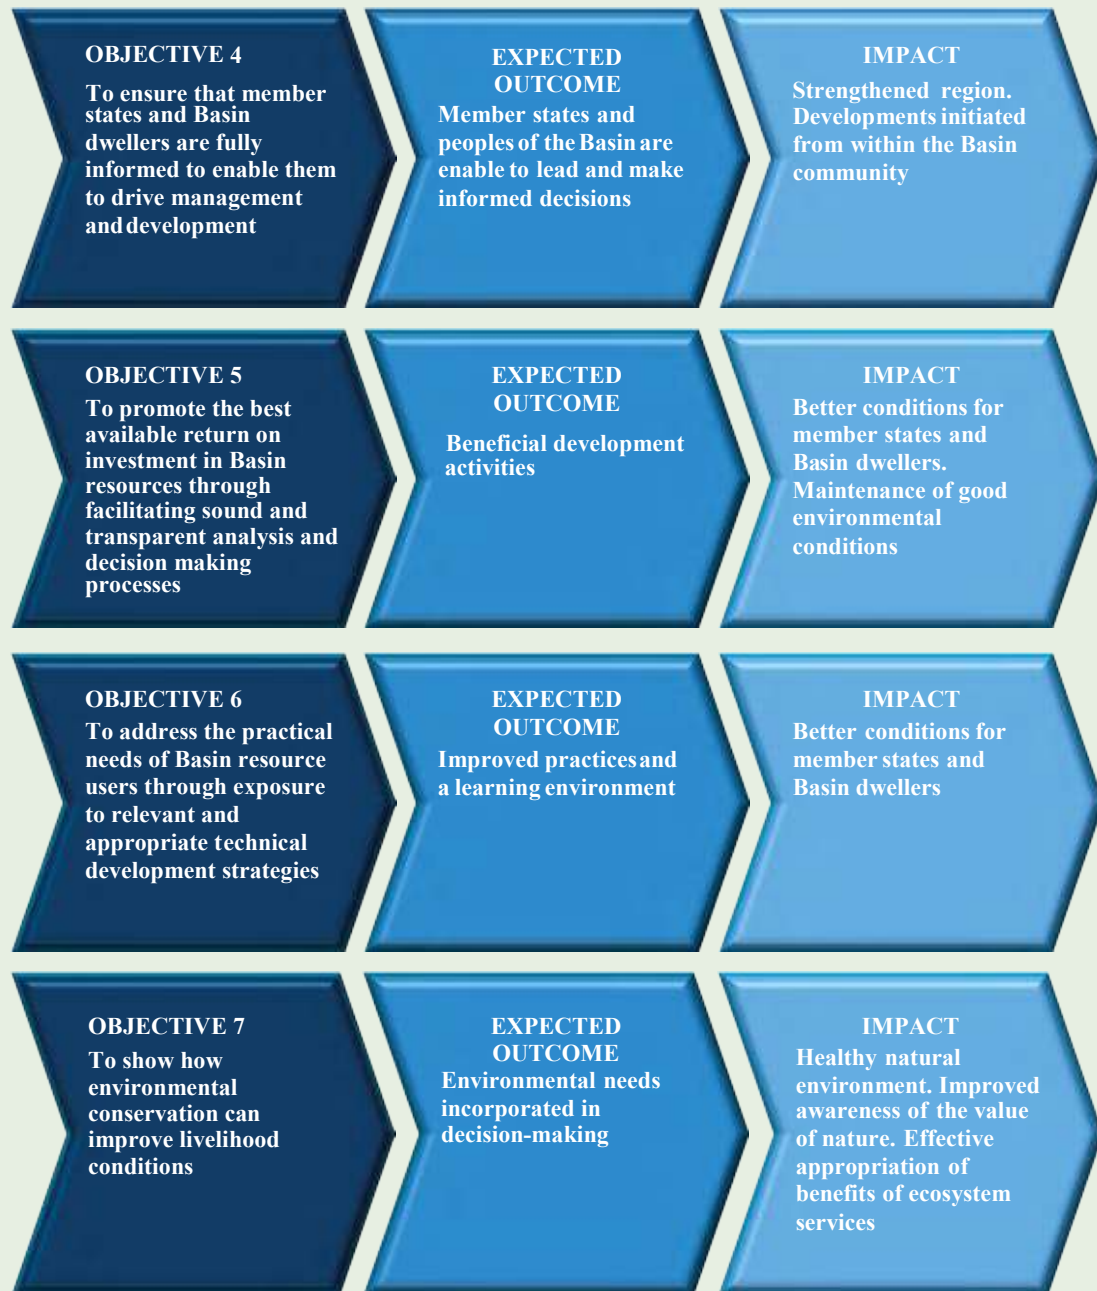 OBJECTIVE 4
To ensure that member
states and Basin
dwellers are fully
informed to enable them
to drive management
and development
EXPECTED
OUTCOME
Member states and
peoples of the Basin are
enable to lead and make
informed decisions
IMPACT
Strengthened region.
Developments initiated
from within the Basin
community
OBJECTIVE 5
To promote the best
available return on
investment in Basin
resources through
facilitating sound and
transparent analysis and
decision making
processes
EXPECTED
OUTCOME
Beneficial development
activities
IMPACT
Better conditions for
member states and
Basin dwellers.
Maintenance of good
environmental
conditions
OBJECTIVE 6
To address the practical
needs of Basin resource
users through exposure
to relevant and
appropriate technical
development strategies
EXPECTED
OUTCOME
Improved practices and
a learning environment
IMPACT
Better conditions for
member states and
Basin dwellers
OBJECTIVE 7
To show how
environmental
conservation can
improve livelihood
conditions
EXPECTED
OUTCOME
Environmental needs
incorporated in
decision-making
IMPACT
Healthy natural
environment. Improved
awareness of the value
of nature. Effective
appropriation of
benefits of ecosystem
services